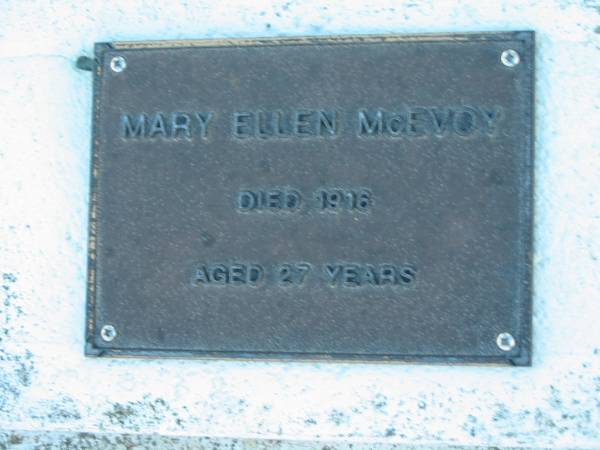 MARY ELLEN McEVOY
DIED 1916
AGED 27 YEARS